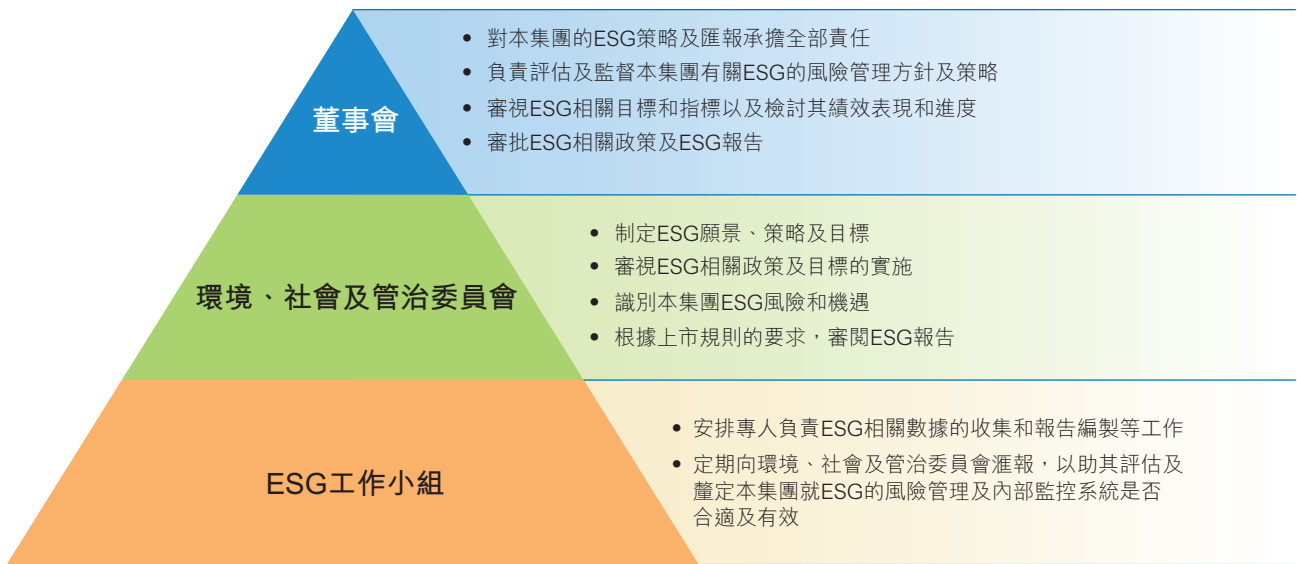 董事會
• 對本集團的ESG策略及匯報承擔全部責任
• 負責評估及監督本集團有關ESG的風險管理方針及策略
• 審視ESG相關目標和指標以及檢討其績效表現和進度
• 審批ESG相關政策及ESG報告
環境、社會及管治委員會
• 制定ESG願景、策略及目標
• 審視ESG相關政策及目標的實施
• 識別本集團ESG風險和機遇
• 根據上市規則的要求，審閱ESG報告
ESG工作小組
• 安排專人負責ESG相關數據的收集和報告編製等工作
• 定期向環境、社會及管治委員會滙報，以助其評估及
釐定本集團就ESG的風險管理及內部監控系統是否
合適及有效